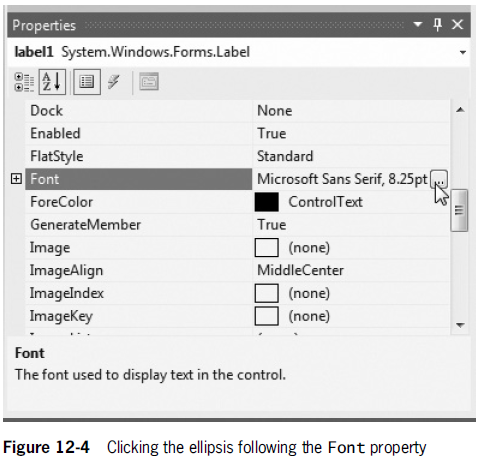 Properties
label1 System.Windows.Forms.Label
Dock None
Enabled True
FlatStyle Standard
Font Microsoft Sans Serif, 8.25pt ...
ForeColor ControlText
GenerateMember True
Image (none)
ImageAlign MiddleCenter
ImageIndex (none)
ImageKey (none)
Font
The font used to display text in the control.
Figure 12-4 Clicking the ellipsis following the Font property